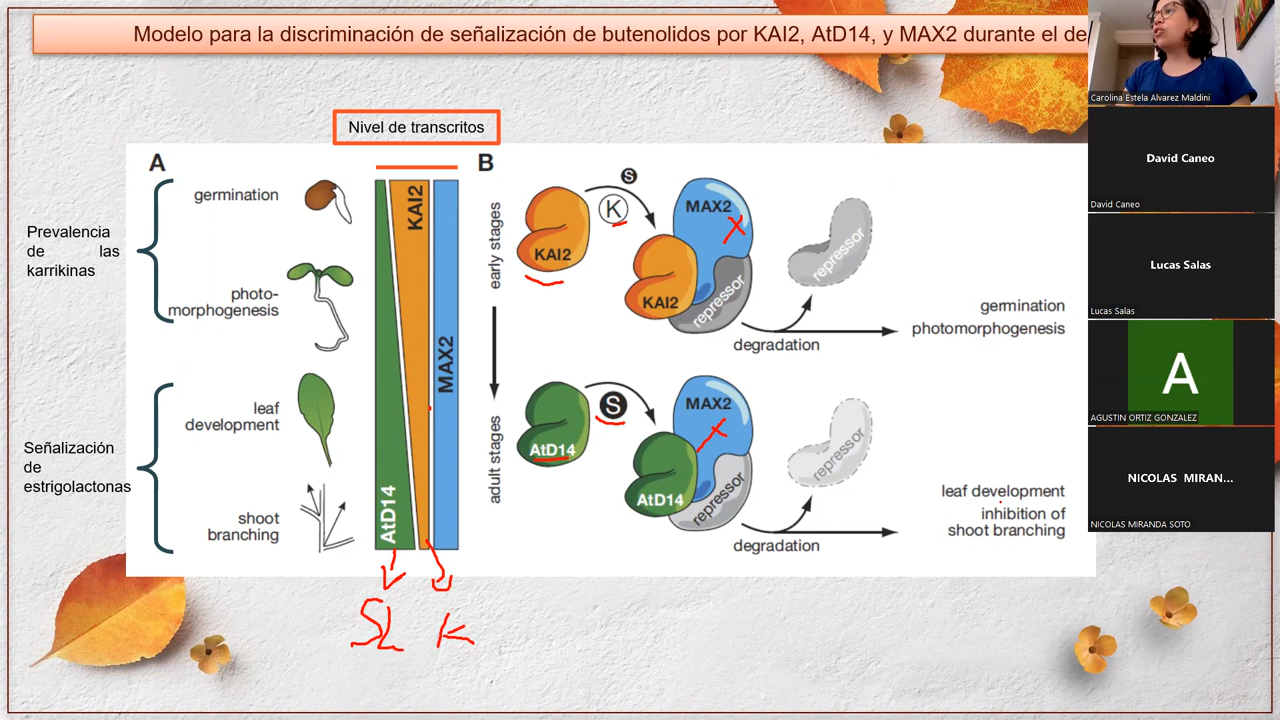 Modelo para la discriminación de señalización de butenolidos por KAI2, AtD14, y MAX2 durante el de
Nivel de transcritos
A
B
Prevalencia
de las
karrikinas
germination
photo-
morphogenesis
Señalización
de
estrigolactonas
leaf
development
shoot
branching
AtD14
KAI2
MAX2
SL K
early stages
adult stages
S
K
KAI2
MAX2
X
KAI2
repressor
repressor
degradation
germination
photomorphogenesis
S
AtD14
MAX2
X
AtD14
repressor
repressor
degradation
leaf development
inhibition of
shoot branching
Carolina Estela Alvarez Maldini
David Caneo
David Caneo
Lucas Salas
Lucas Salas
A
AGUSTIN ORTIZ GONZALEZ
NICOLAS MIRAN...
NICOLAS MIRANDA SOTO